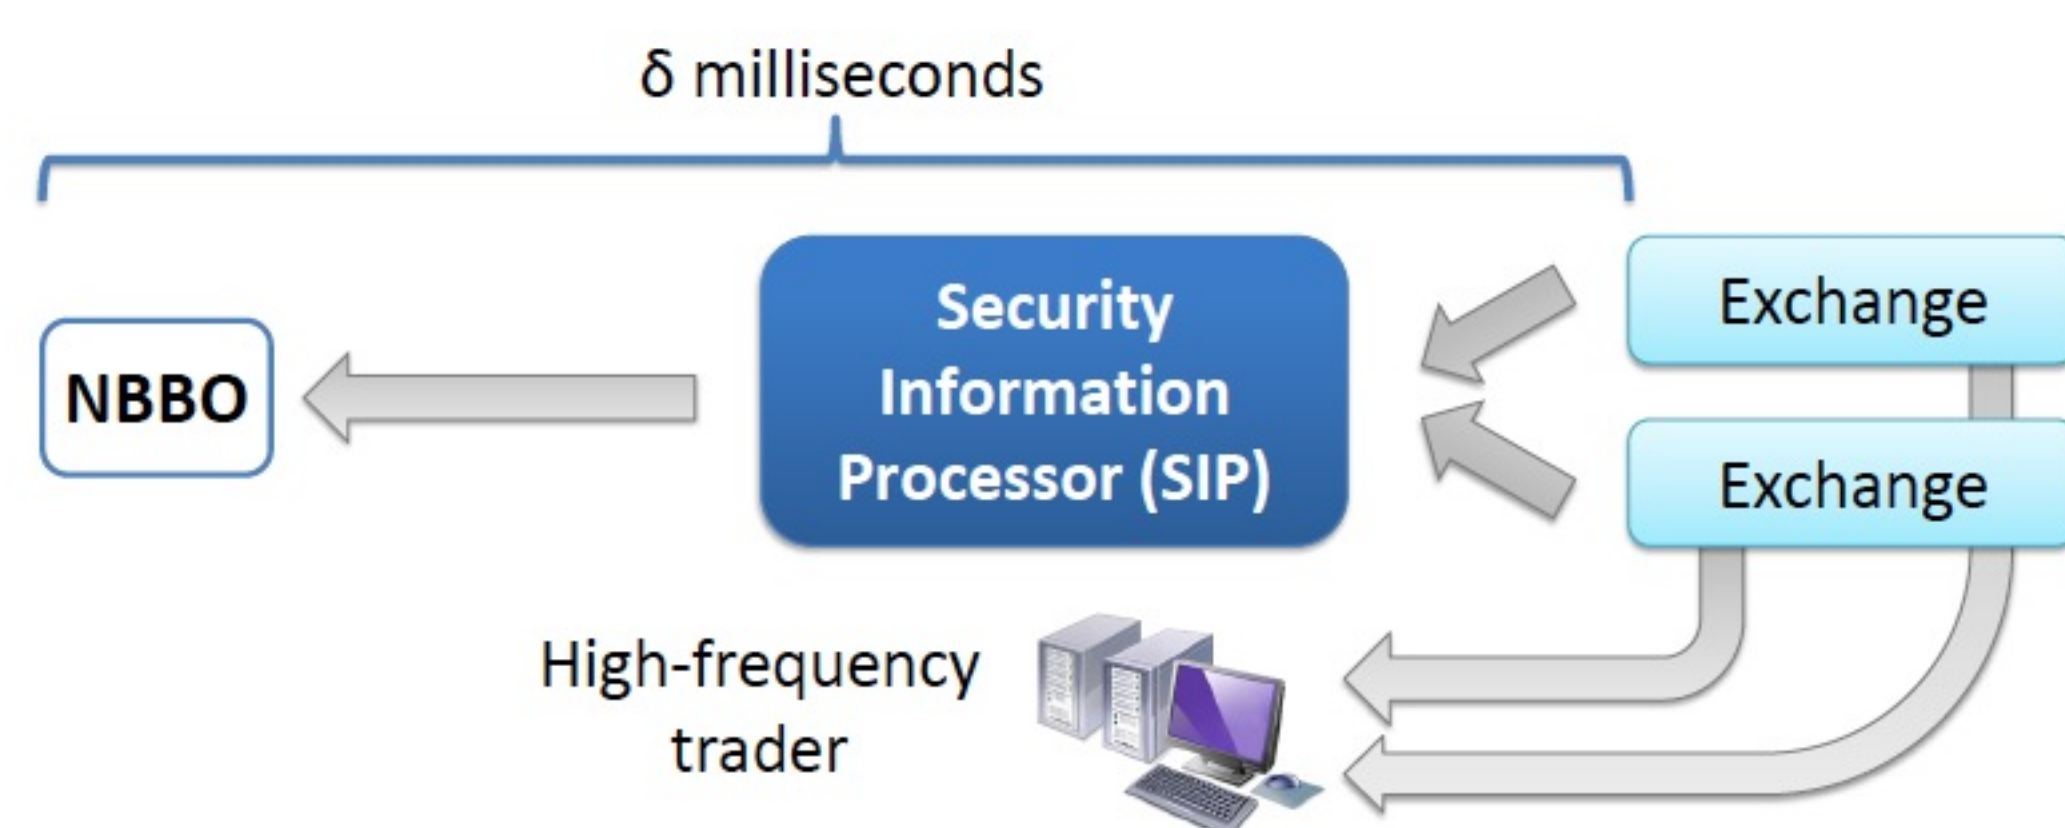 δ milliseconds
Security
Information
Processor (SIP)
NBBO
Exchange
Exchange
High-frequency
trader